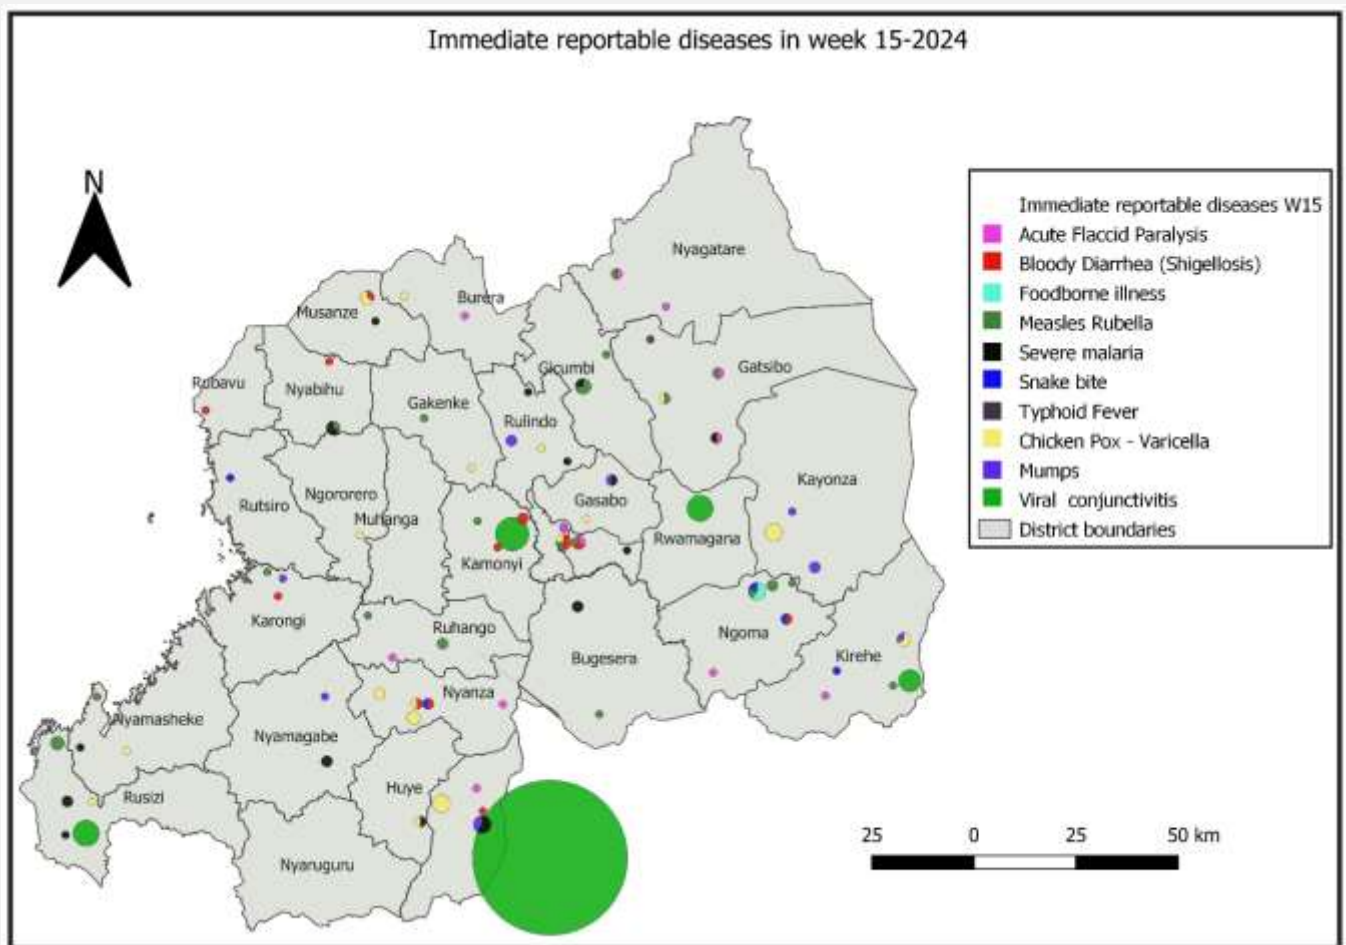 Immediate reportable diseases in week 15-2024
N
Immediate reportable diseases W15
Acute Flaccid Paralysis
Bloody Diarrhea (Shigellosis)
Foodborne illness
Measles Rubella
Severe malaria
Snake bite
Typhoid Fever
Chicken Pox - Varicella
Mumps
Viral conjunctivitis
District boundaries
Nyagatare
Burera
Musanze
Gicumbi
Gatsibo
Rubavu
Nyabihu
Gakenke
Rulindo
Kayonza
Ngororero
Gasabo
Rutsiro
Muhanga
Rwamagana
Kamonyi
Karongi
Ruhango
Ngoma
Bugesera
Kirehe
Nyanza
Nyamasheke
Nyamagabe
Huye
Rusizi
Nyaruguru
25 0 25 50 km